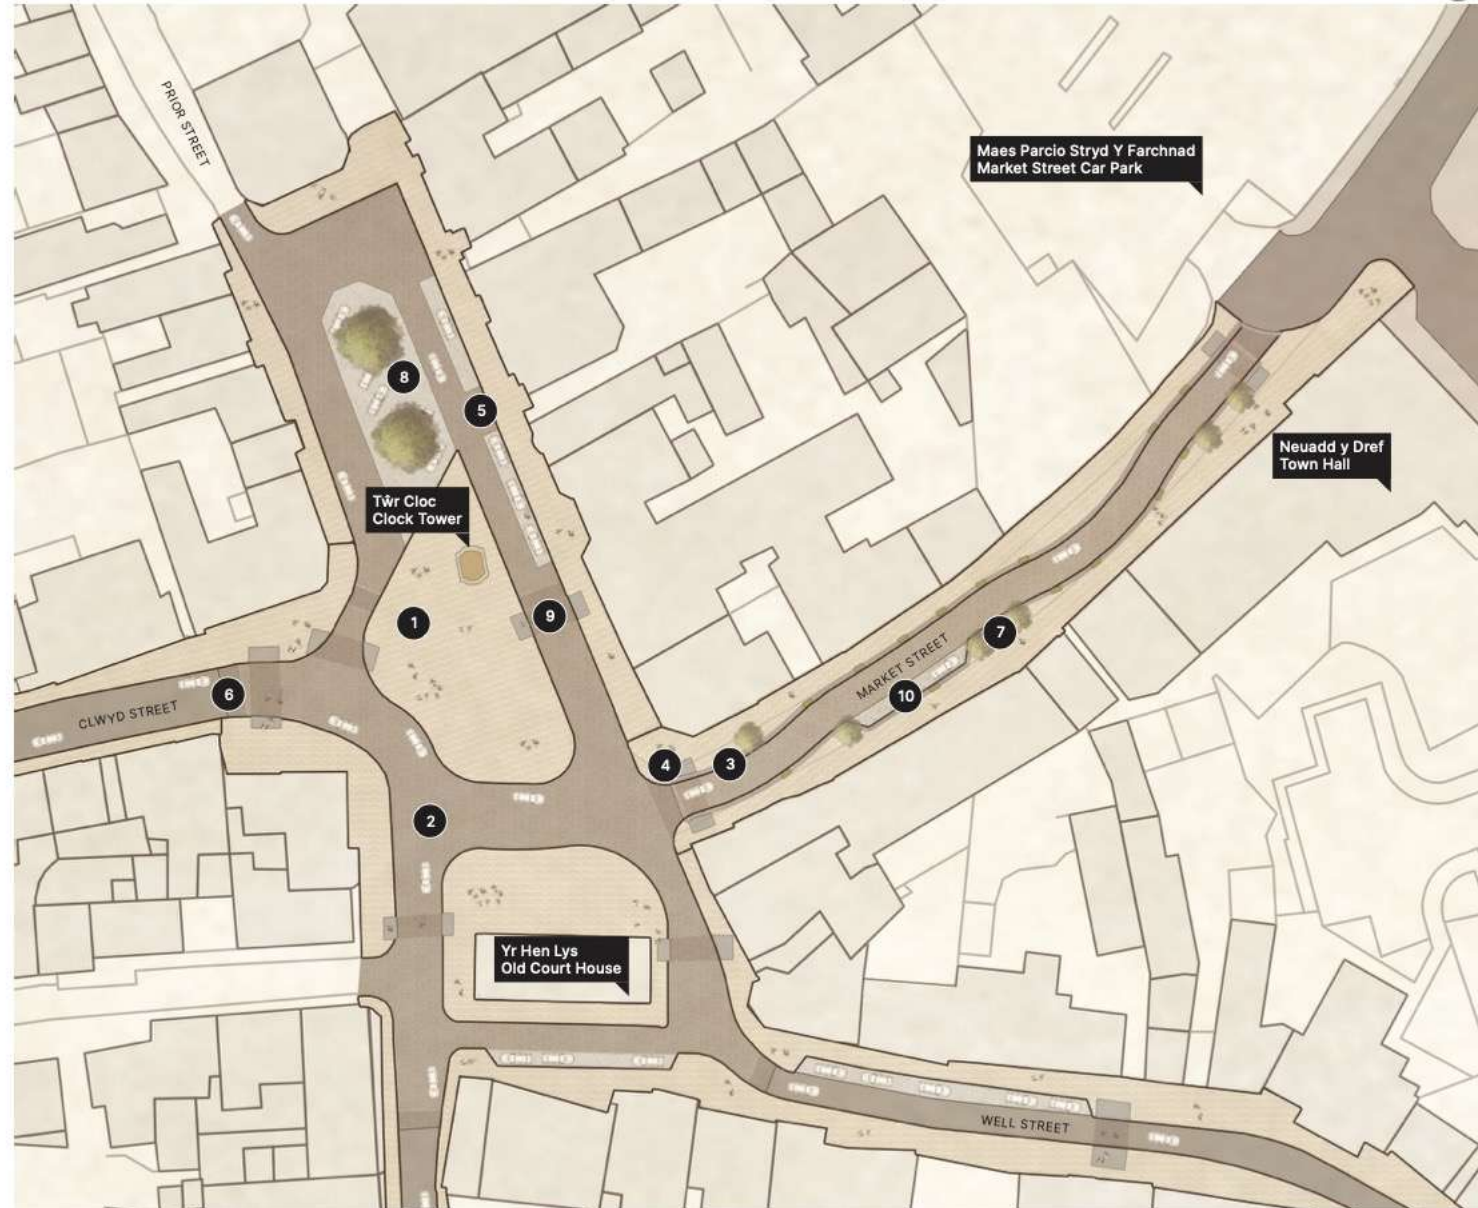 PRIOR STREET
Maes Parcio Stryd Y Farchnad
Market Street Car Park
8
5
Neuadd y Dref
Town Hall
Tŵr Cloc
Clock Tower
9
1
7
MARKET STREET
6
10
CLWYD STREET
4
3
2
Yr Hen Lys
Old Court House
WELL STREET